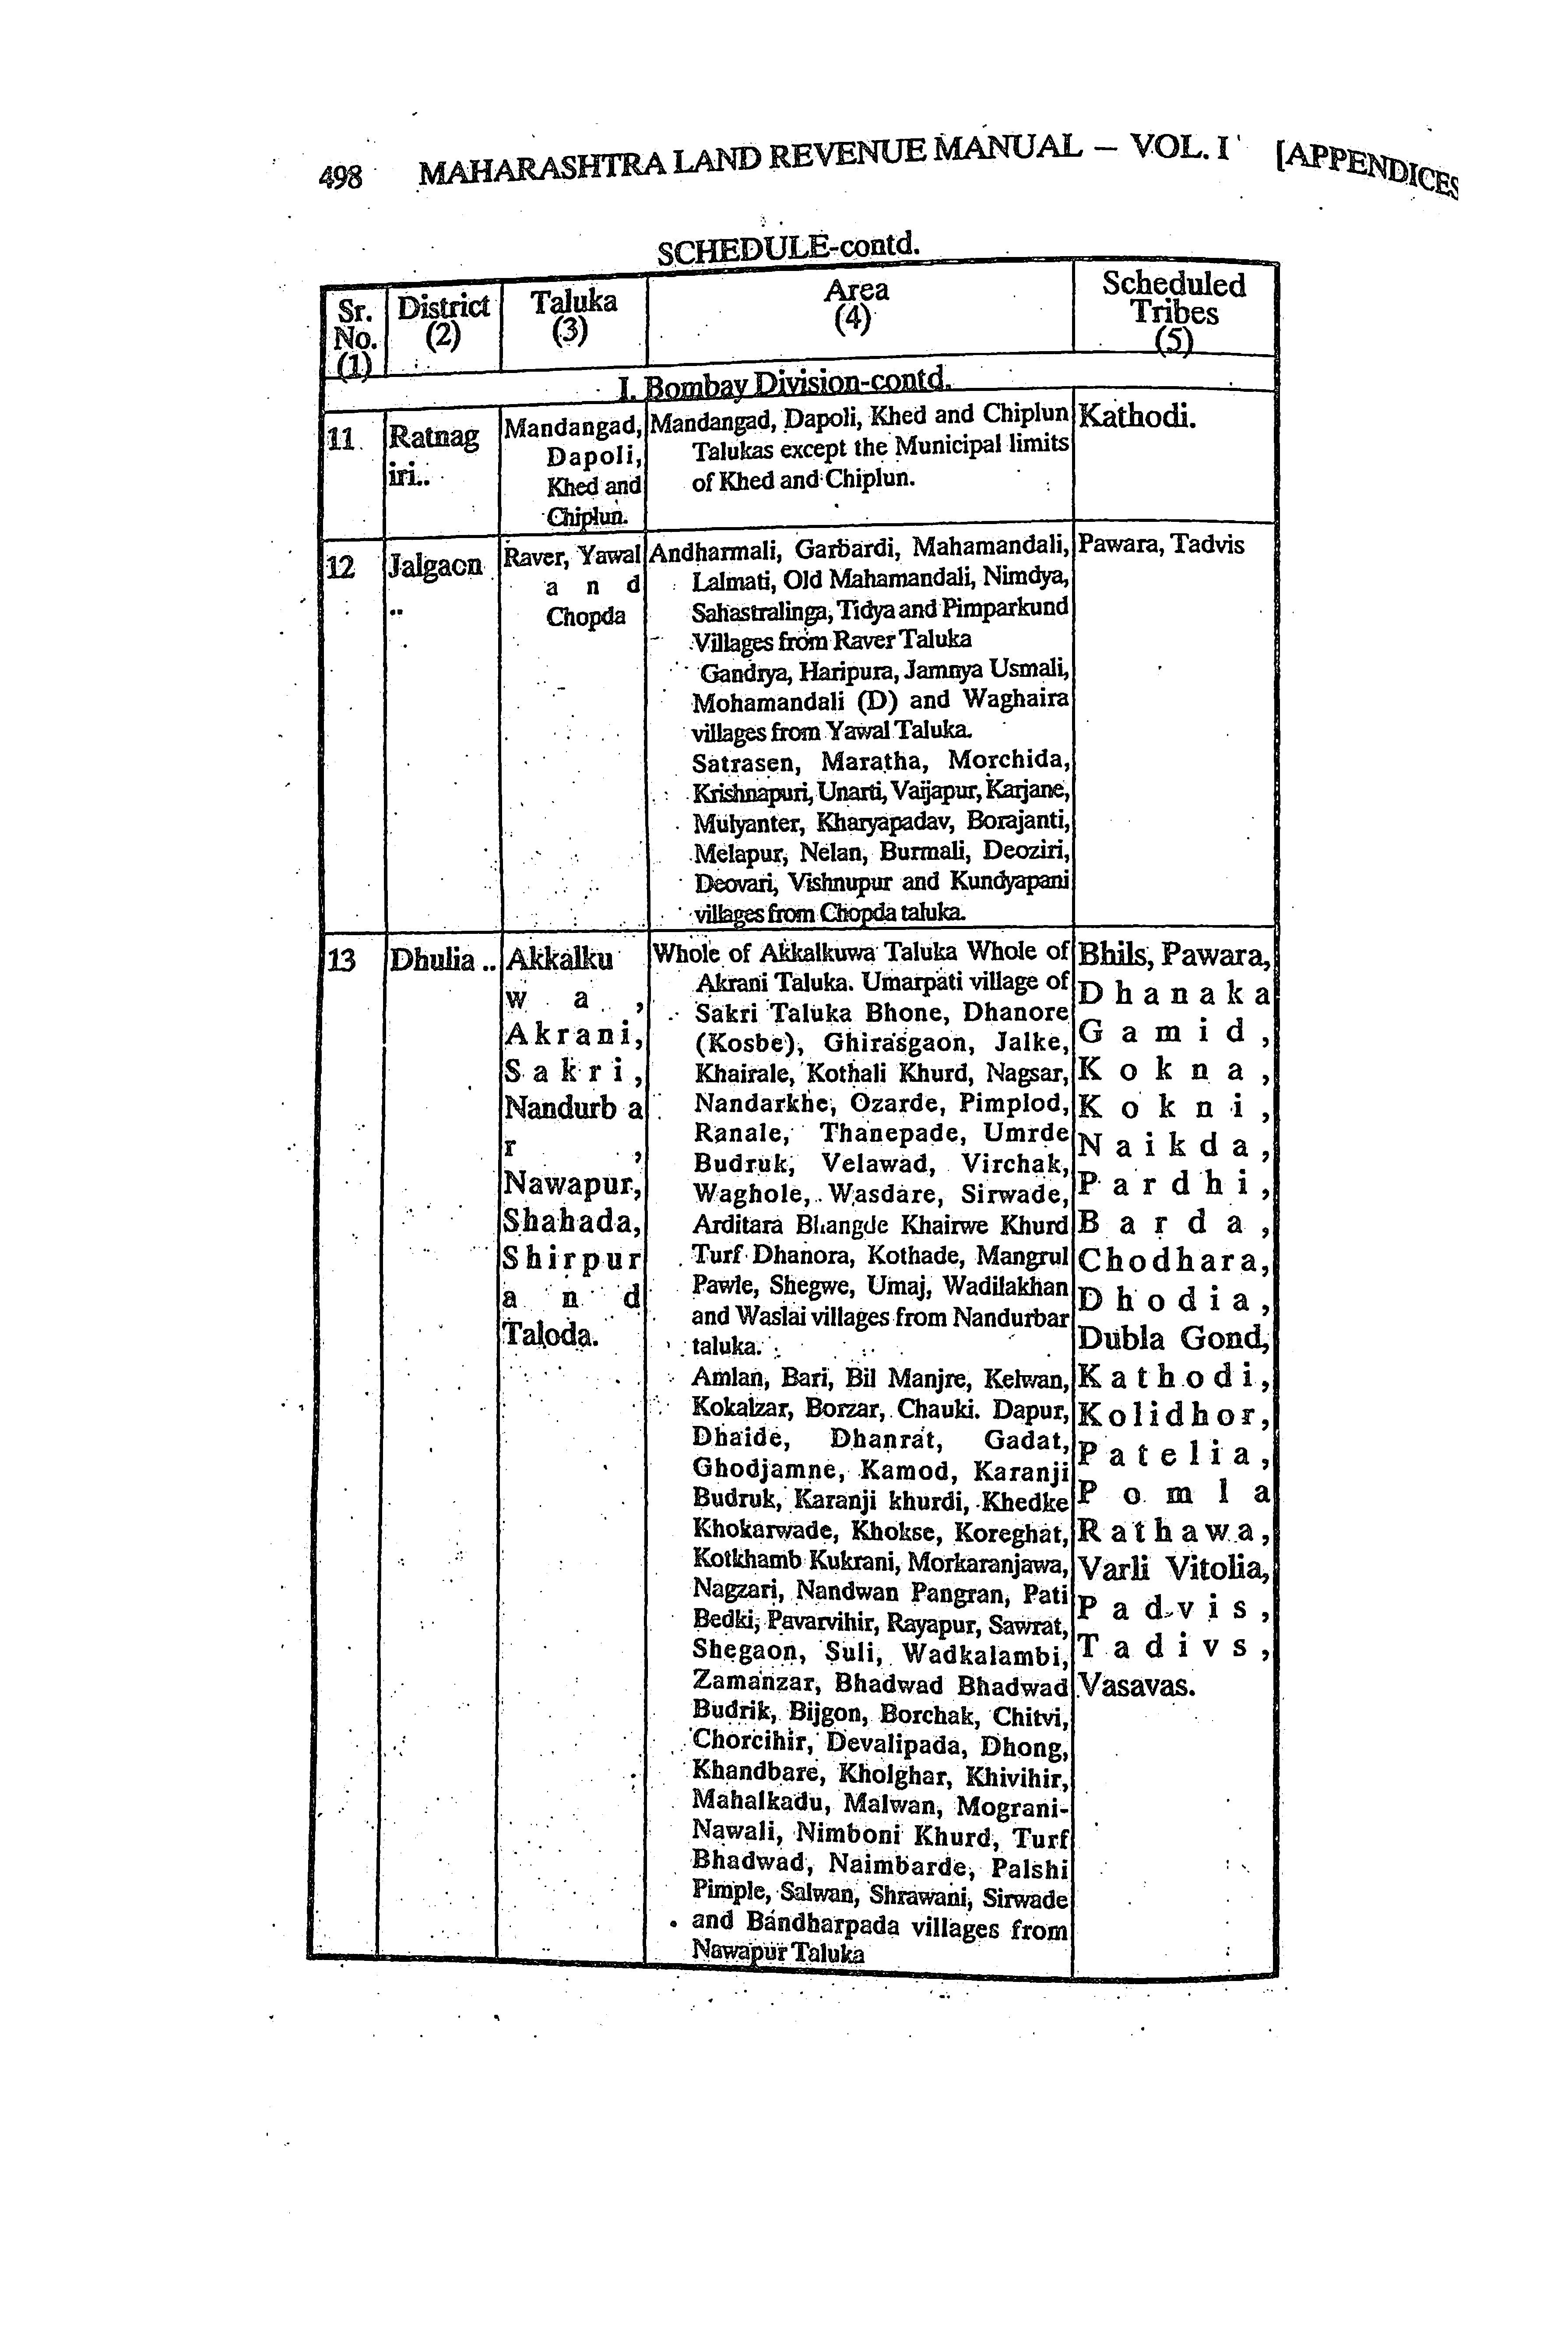 498 MAHARASHTRA LAND REVENUE MANUAL – VOL. I [APPENDICES
SCHEDULE-contd.
Sr. No. (1)
District (2)
Taluka (3)
Area (4)
Scheduled Tribes (5)
I. Bombay Division-contd.
11
Ratnag
iri..
Mandangad,
Dapoli,
Khed and
Chiplun.
Mandangad, Dapoli, Khed and Chiplun
Talukas except the Municipal limits
of Khed and Chiplun.
Kathodi.
12
Jalgaon
..
Raver, Yawal
a n d
Chopda
Andharmali, Garbardi, Mahamandali,
Lalmati, Old Mahamandali, Nimdya,
Sahastralinga, Tidya and Pimparkund
Villages from Raver Taluka
Gandrya, Haripura, Jamnya Usmali,
Mohamandali (D) and Waghaira
villages from Yawal Taluka.
Satrasen, Maratha, Morchida,
Krishnapuri, Unarti, Vaijapur, Karjane,
Mulyanter, Kharyapadav, Borajanti,
Melapur, Nelan, Burmali, Deoziri,
Deovari, Vishnupur and Kundyapani
villages from Chopda taluka.
Pawara, Tadvis
13
Dhulia ..
Akkalku
w a ,
Akrani,
Sakri,
Nandurb a
r ,
Nawapur,
Shahada,
Shirpur
a n d
Taloda.
Whole of Akkalkuwa Taluka Whole of
Akrani Taluka. Umarpati village of
Sakri Taluka Bhone, Dhanore
(Kosbe), Ghirasgaon, Jalke,
Khairale, Kothali Khurd, Nagsar,
Nandarkhe, Ozarde, Pimplod,
Ranale, Thanepade, Umrde
Budruk, Velawad, Virchak,
Waghole, Wasdare, Sirwade,
Arditara Bhangde Khairwe Khurd
Turf Dhanora, Kothade, Mangrul
Pawle, Shegwe, Umaj, Wadilakhan
and Waslai villages from Nandurbar
taluka.
Amlan, Bari, Bil Manjre, Kelwan,
Kokalzar, Borzar, Chauki. Dapur,
Dhaide, Dhanrat, Gadat,
Ghodjamne, Kamod, Karanji
Budruk, Karanji khurdi, Khedke
Khokarwade, Khokse, Koreghat,
Kotkhamb Kukrani, Morkaranjawa,
Nagzari, Nandwan Pangran, Pati
Bedki, Pavarvihir, Rayapur, Sawrat,
Shegaon, Suli, Wadkalambi,
Zamanzar, Bhadwad Bhadwad
Budrik, Bijgon, Borchak, Chitvi,
Chorcihir, Devalipada, Dhong,
Khandbare, Kholghar, Khivihir,
Mahalkadu, Malwan, Mograni-
Nawali, Nimboni Khurd, Turf
Bhadwad, Naimbarde, Palshi
Pimple, Salwan, Shrawani, Sirwade
and Bandharpada villages from
Nawapur Taluka
Bhils, Pawara,
Dhanaka
Gamid,
Kokna,
Kokni,
Naikda,
Pardhi,
Barda,
Chodhara,
Dhodia,
Dubla Gond,
Kathodi,
Kolidhor,
Patelia,
Pomla
Rathawa,
Varli Vitolia,
Padvis,
Tadivs,
Vasavas.